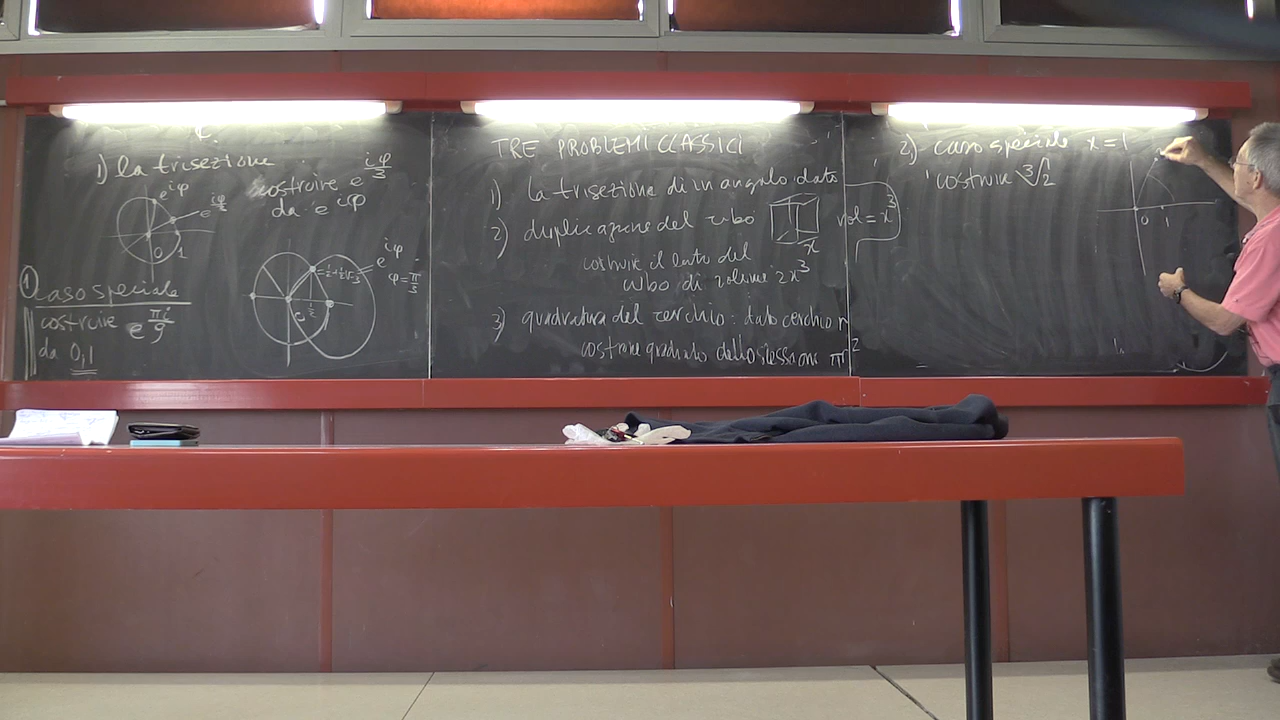 1) la trisezione
costruire e^{iφ/3}
da e^{iφ}
e^{iφ}
e^{iφ/3}
0 1
1 caso speciale
costruire e^{πi/9}
da 0,1
e^{iφ}
φ = π/3
TRE PROBLEMI CLASSICI
1) la trisezione di un angolo dato
2) duplicazione del cubo
x
vol = x^3
costruire il lato del
cubo di volume 2x^3
3) quadratura del cerchio: dato cerchio r
costruire quadrato dello stesso πr^2
2) caso speciale x = 1
costruire ∛2
0 1